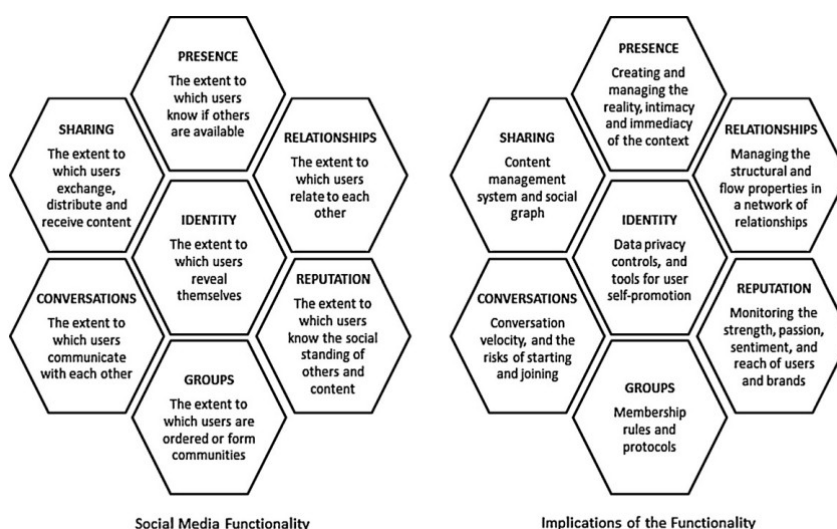 PRESENCE
The extent to
which users
know if others
are available
SHARING
The extent to
which users
exchange,
distribute and
receive content
RELATIONSHIPS
The extent to
which users
relate to each
other
IDENTITY
The extent to
which users
reveal
themselves
CONVERSATIONS
The extent to
which users
communicate
with each other
REPUTATION
The extent to
which users
know the social
standing of
others and
content
GROUPS
The extent to
which users are
ordered or form
communities
Social Media Functionality
PRESENCE
Creating and
managing the
reality, intimacy
and immediacy
of the context
SHARING
Content
management
system and social
graph
RELATIONSHIPS
Managing the
structural and
flow properties in
a network of
relationships
IDENTITY
Data privacy
controls, and
tools for user
self-promotion
CONVERSATIONS
Conversation
velocity, and the
risks of starting
and joining
REPUTATION
Monitoring the
strength, passion,
sentiment, and
reach of users
and brands
GROUPS
Membership
rules and
protocols
Implications of the Functionality